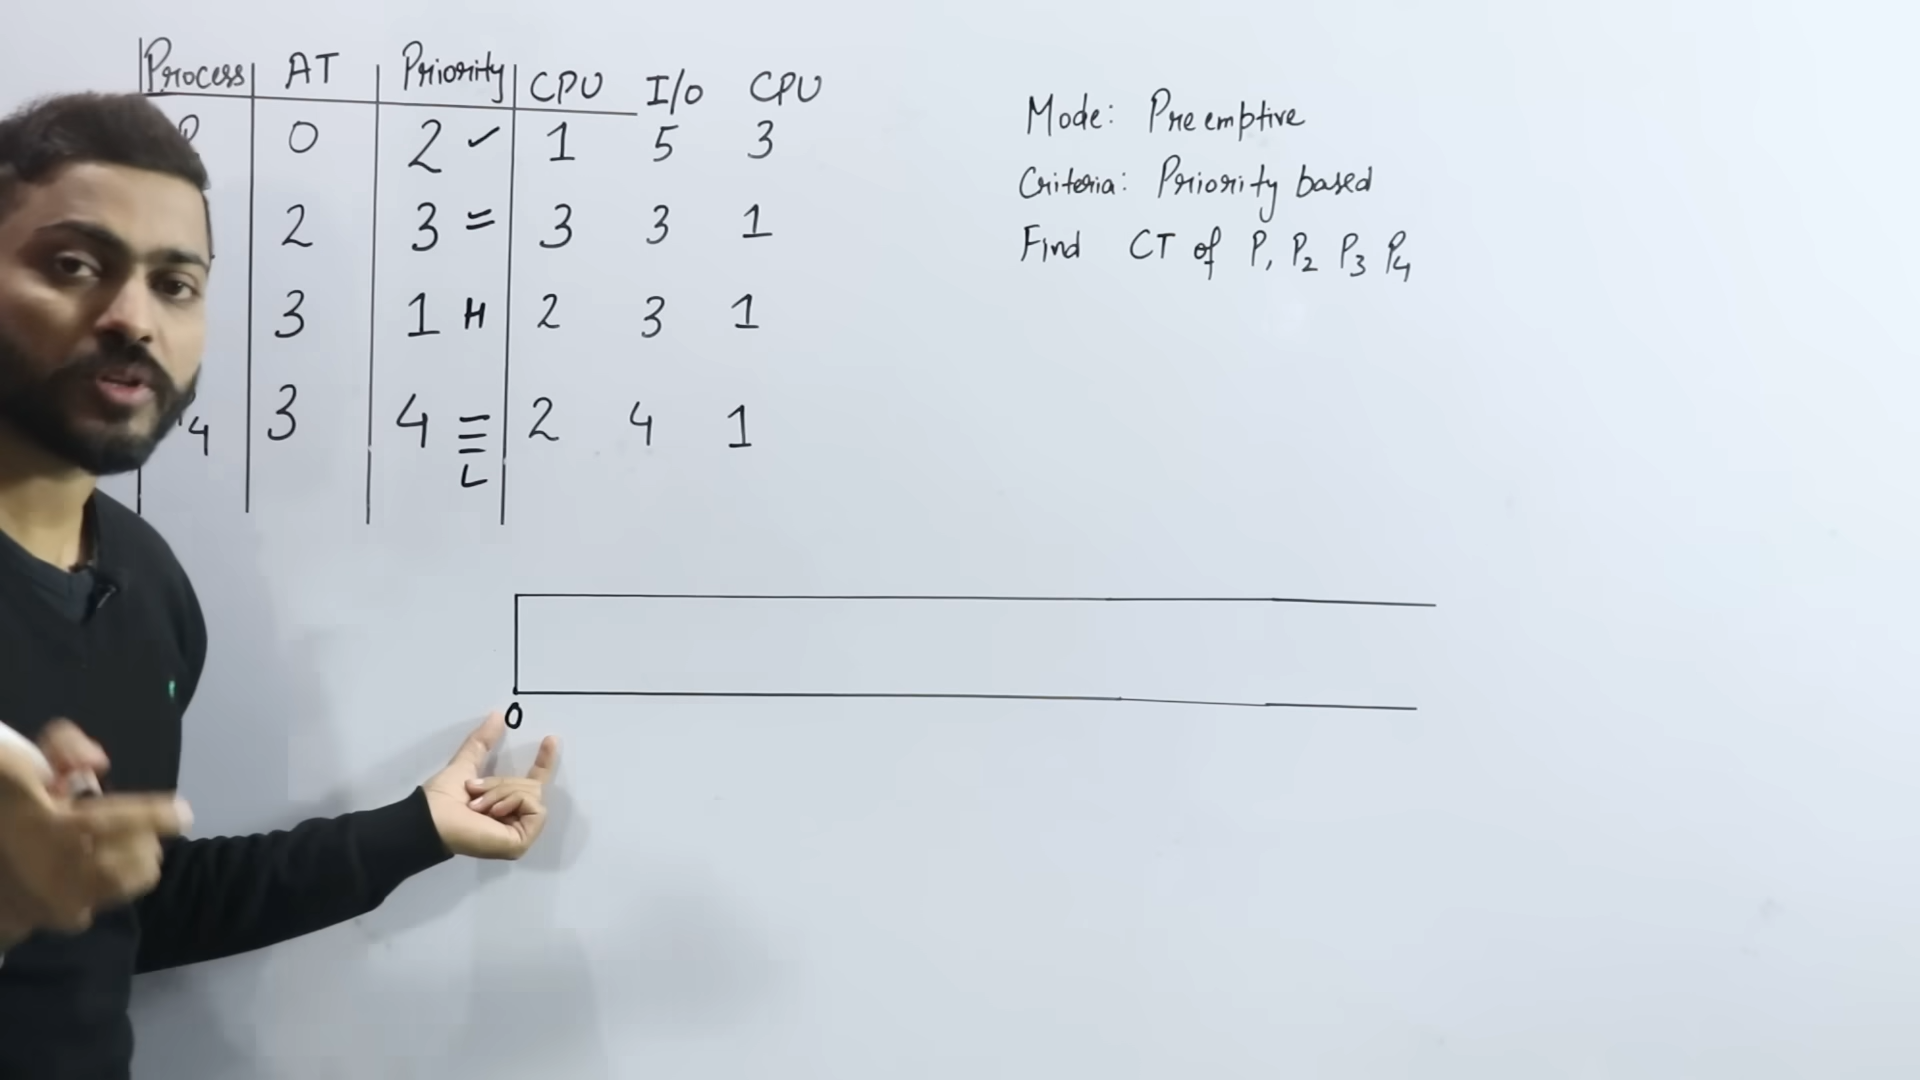 Process AT Priority CPU I/O CPU
0 2 ✓ 1 5 3
2 3 = 3 3 1
3 1 H 2 3 1
4 3 4 2 4 1
L
Mode: Preemptive
Criteria: Priority based
Find CT of P1 P2 P3 P4
0